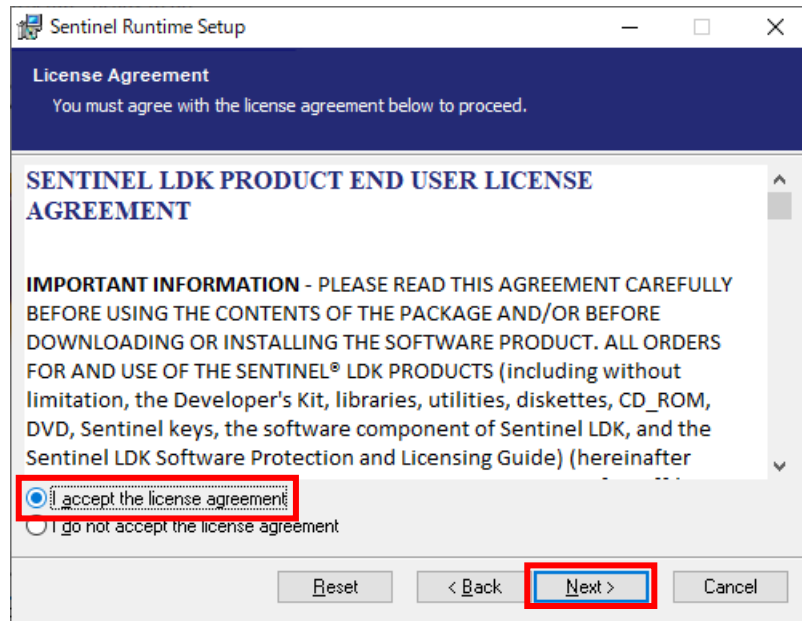 Sentinel Runtime Setup
License Agreement
You must agree with the license agreement below to proceed.
SENTINEL LDK PRODUCT END USER LICENSE
AGREEMENT
IMPORTANT INFORMATION - PLEASE READ THIS AGREEMENT CAREFULLY
BEFORE USING THE CONTENTS OF THE PACKAGE AND/OR BEFORE
DOWNLOADING OR INSTALLING THE SOFTWARE PRODUCT. ALL ORDERS
FOR AND USE OF THE SENTINEL® LDK PRODUCTS (including without
limitation, the Developer's Kit, libraries, utilities, diskettes, CD_ROM,
DVD, Sentinel keys, the software component of Sentinel LDK, and the
Sentinel LDK Software Protection and Licensing Guide) (hereinafter
I accept the license agreement
I do not accept the license agreement
Reset
< Back
Next >
Cancel